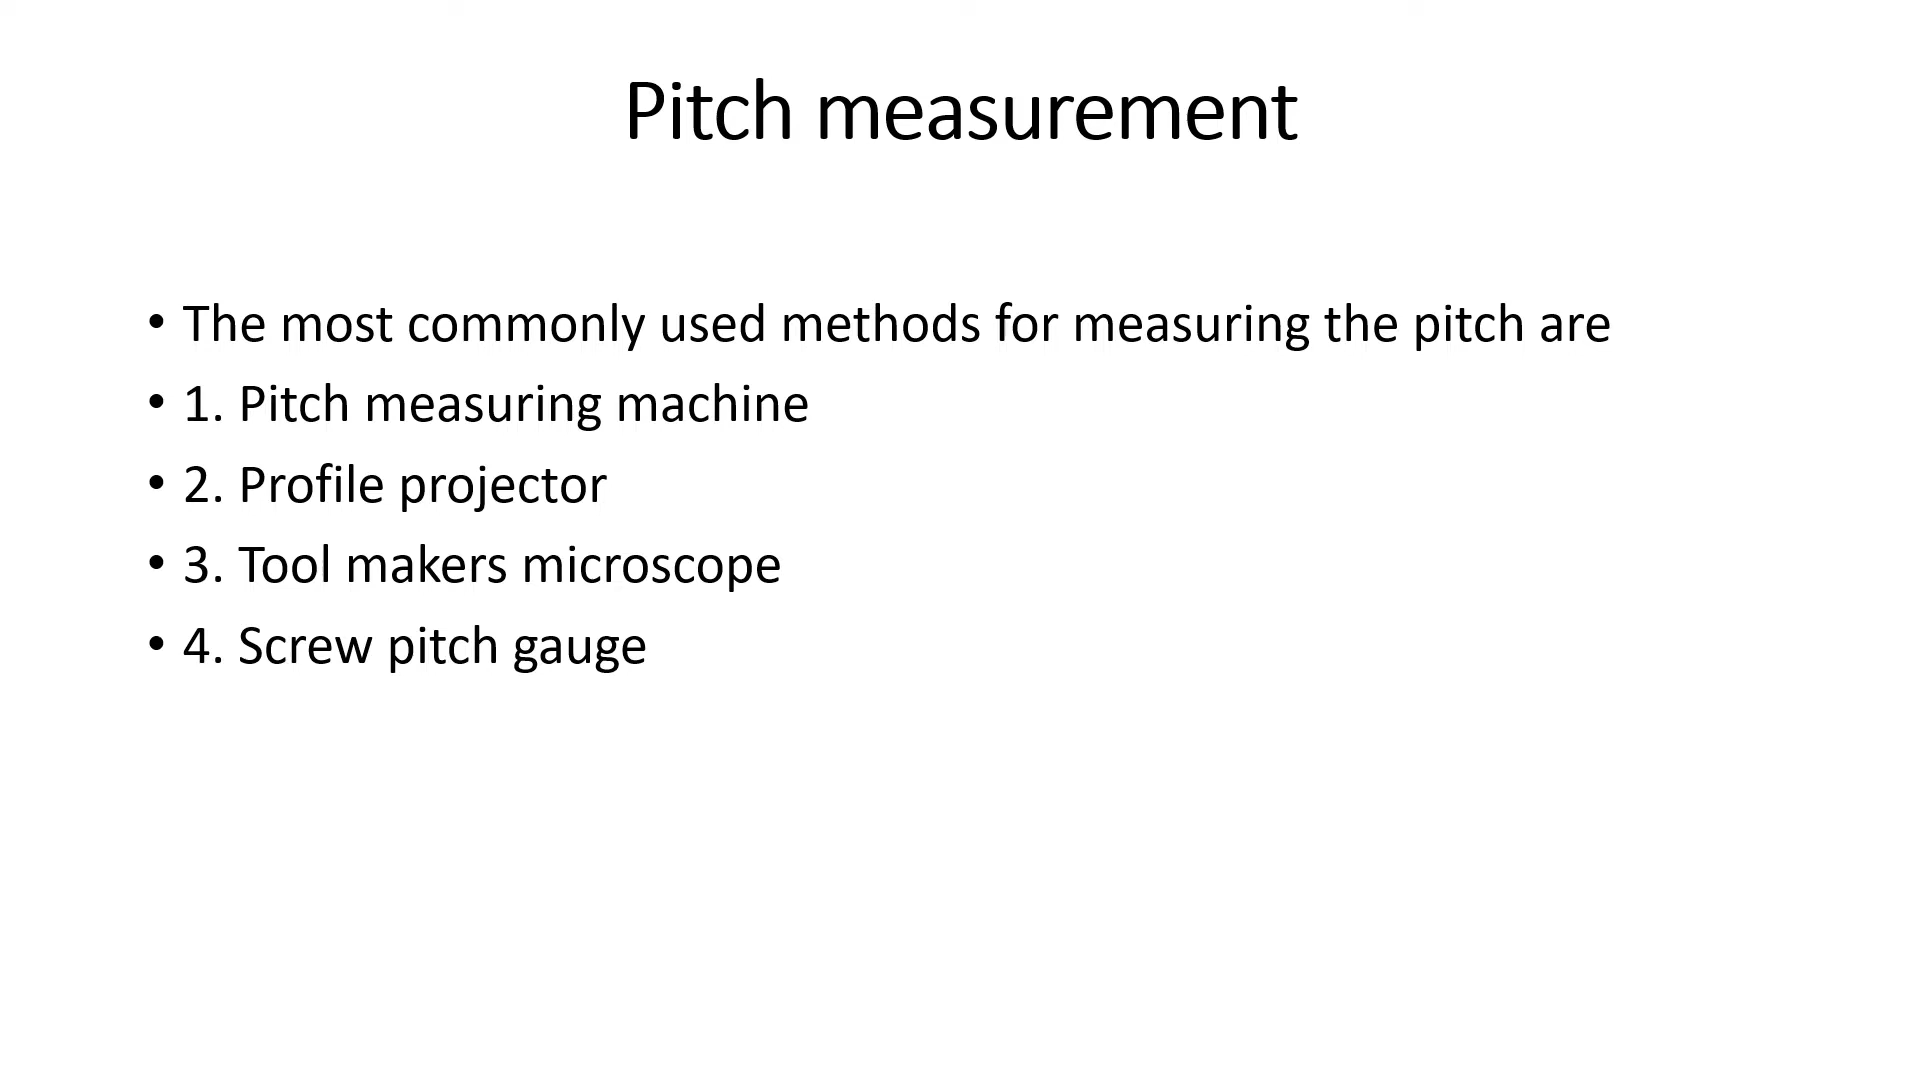 Pitch measurement
• The most commonly used methods for measuring the pitch are
• 1. Pitch measuring machine
• 2. Profile projector
• 3. Tool makers microscope
• 4. Screw pitch gauge